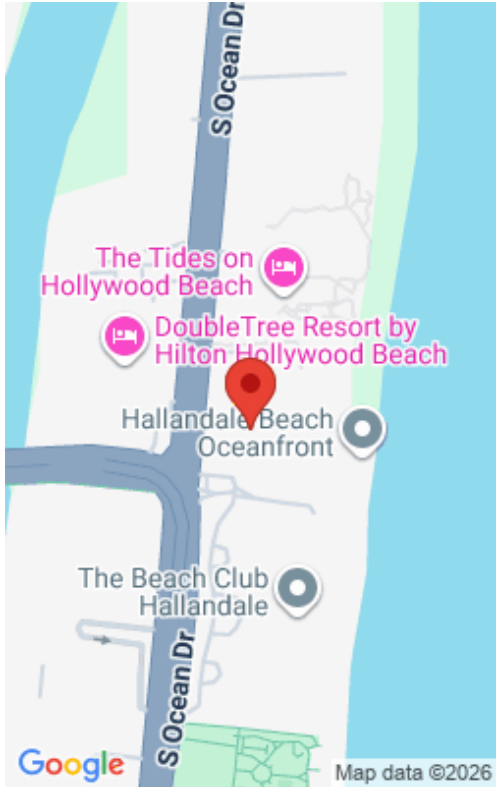 S Ocean Dr
The Tides on
Hollywood Beach
DoubleTree Resort by
Hilton Hollywood Beach
Hallandale Beach
Oceanfront
The Beach Club
Hallandale
S Ocean Dr
Google
Map data ©2026